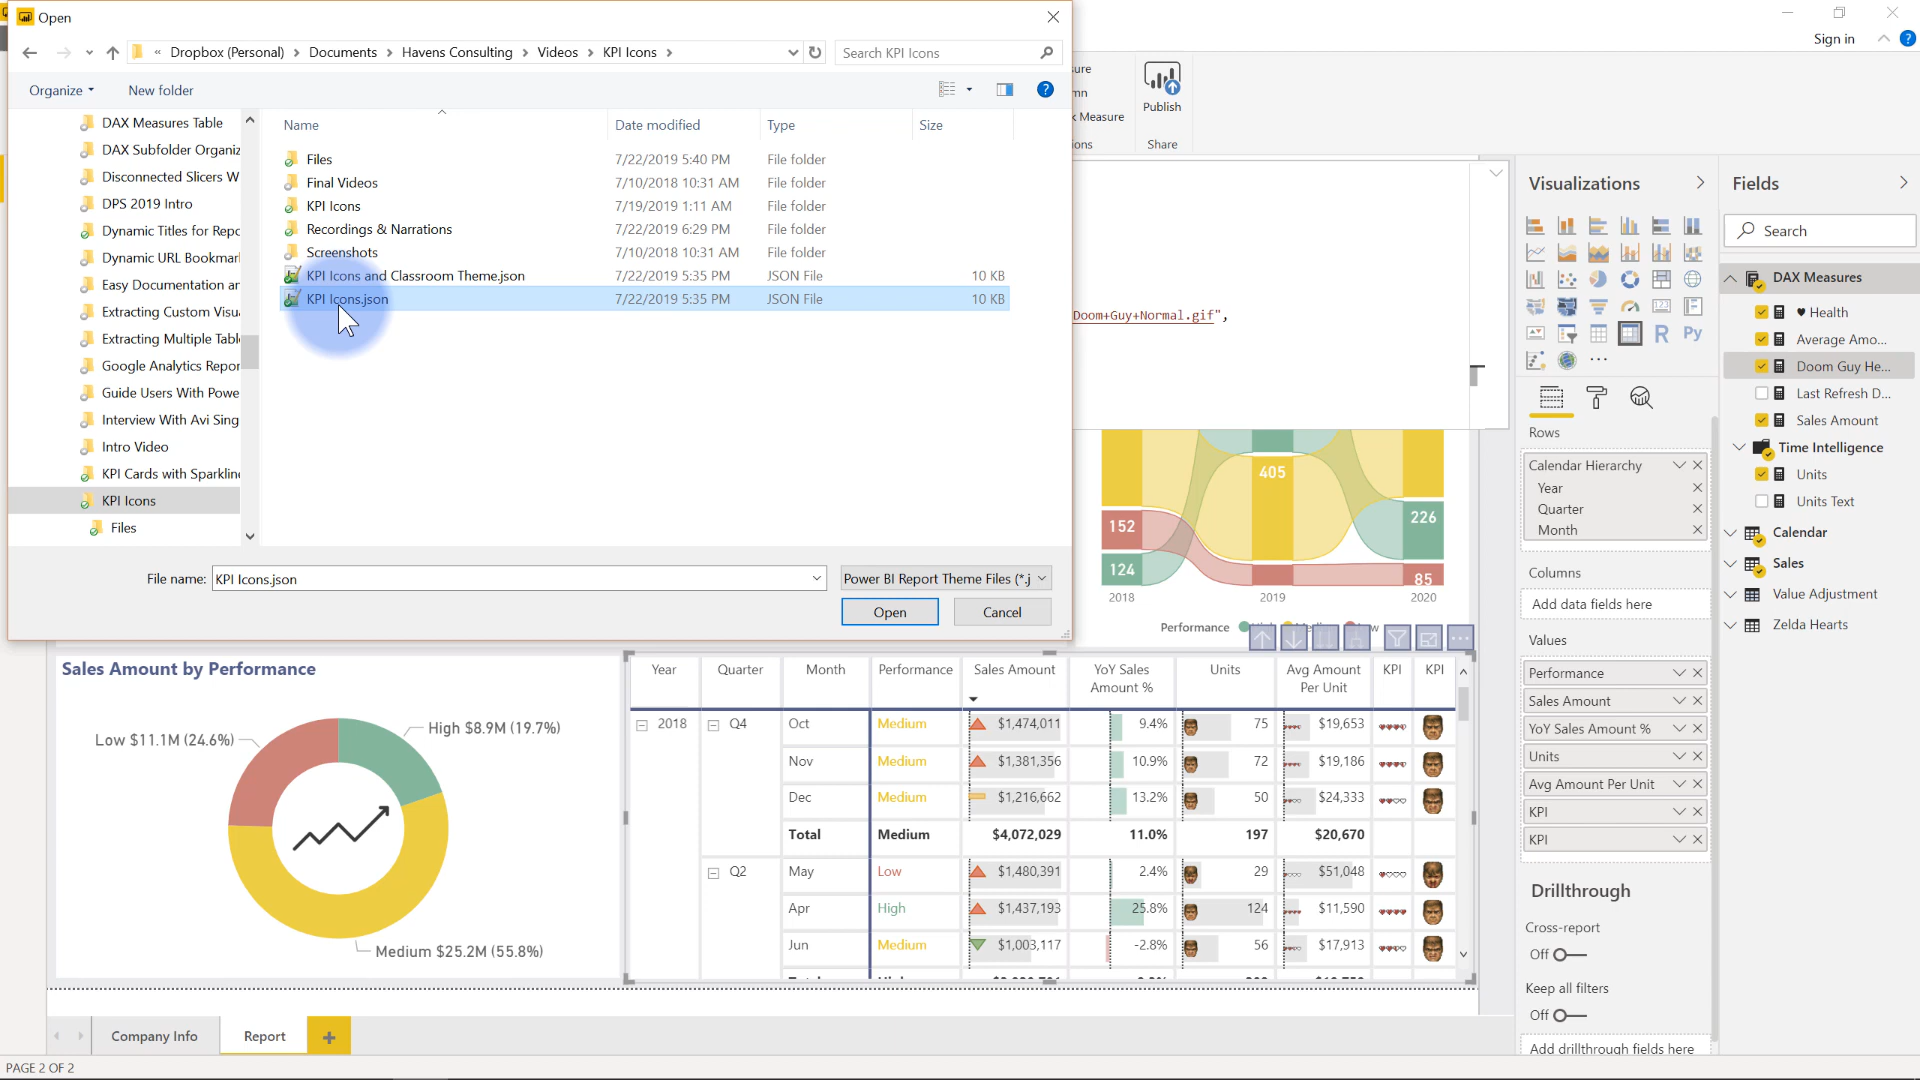 Open
Sign in
« Dropbox (Personal) > Documents > Havens Consulting > Videos > KPI Icons >
Search KPI Icons
Organize
New folder
DAX Measures Table
DAX Subfolder Organiz
Disconnected Slicers W
DPS 2019 Intro
Dynamic Titles for Repo
Dynamic URL Bookmar
Easy Documentation an
Extracting Custom Visu
Extracting Multiple Tabl
Google Analytics Repor
Guide Users With Powe
Interview With Avi Sing
Intro Video
KPI Cards with Sparklin
KPI Icons
Files
Name Date modified Type Size
Files 7/22/2019 5:40 PM File folder
Final Videos 7/10/2018 10:31 AM File folder
KPI Icons 7/19/2019 1:11 AM File folder
Recordings & Narrations 7/22/2019 6:29 PM File folder
Screenshots 7/10/2018 10:31 AM File folder
KPI Icons and Classroom Theme.json 7/22/2019 5:35 PM JSON File 10 KB
KPI Icons.json 7/22/2019 5:35 PM JSON File 10 KB
File name: KPI Icons.json
Power BI Report Theme Files (*.j
Open Cancel
sure
mn
k Measure
ions
Publish
Share
Doom+Guy+Normal.gif",
405
152
226
124
85
2018 2019 2020
Performance
Sales Amount by Performance
Low $11.1M (24.6%)
High $8.9M (19.7%)
Medium $25.2M (55.8%)
Year Quarter Month Performance Sales Amount YoY Sales Amount % Units Avg Amount Per Unit KPI KPI
2018 Q4 Oct Medium $1,474,011 9.4% 75 $19,653
Nov Medium $1,381,356 10.9% 72 $19,186
Dec Medium $1,216,662 13.2% 50 $24,333
Total Medium $4,072,029 11.0% 197 $20,670
Q2 May Low $1,480,391 2.4% 29 $51,048
Apr High $1,437,193 25.8% 124 $11,590
Jun Medium $1,003,117 -2.8% 56 $17,913
Company Info
Report
+
PAGE 2 OF 2
Visualizations
R Py
Rows
Calendar Hierarchy
Year
Quarter
Month
Columns
Add data fields here
Values
Performance
Sales Amount
YoY Sales Amount %
Units
Avg Amount Per Unit
KPI
KPI
Drillthrough
Cross-report
Off
Keep all filters
Off
Add drillthrough fields here
Fields
Search
DAX Measures
♥ Health
Average Amo...
Doom Guy He...
Last Refresh D...
Sales Amount
Time Intelligence
Units
Units Text
Calendar
Sales
Value Adjustment
Zelda Hearts